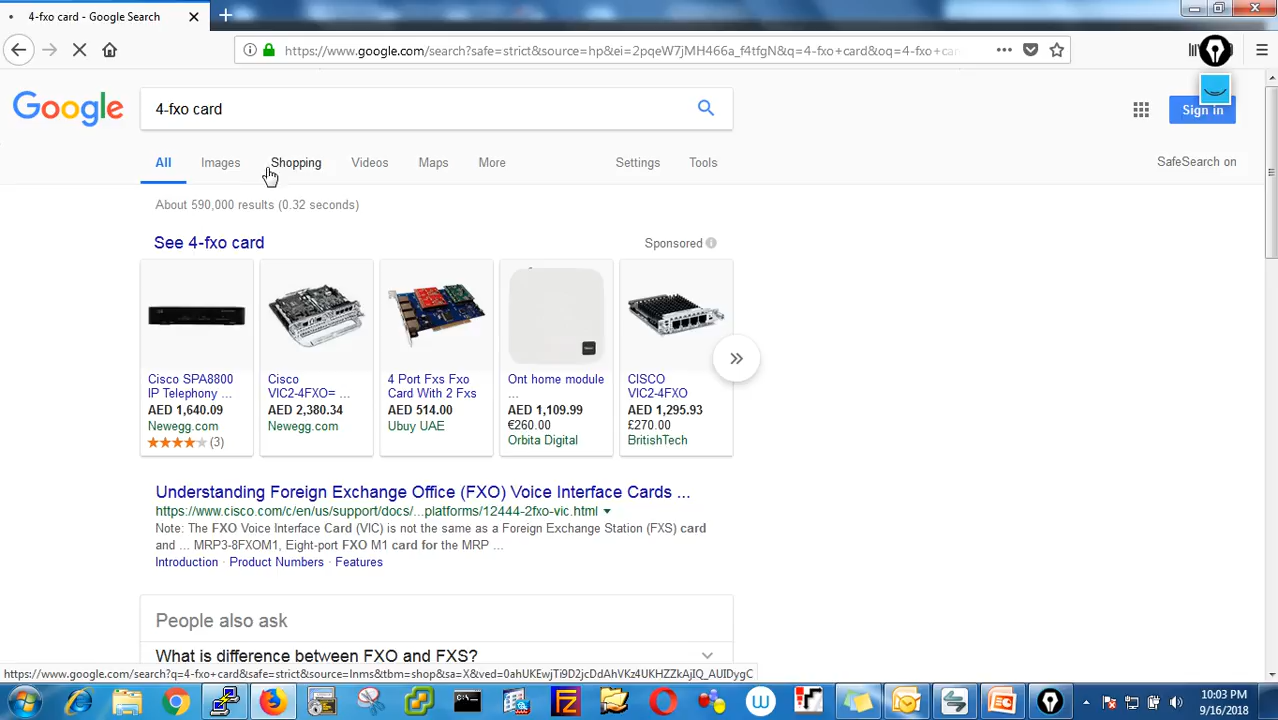 4-fxo card - Google Search
https://www.google.com/search?safe=strict&source=hp&ei=2pqeW7jMH466a_f4tfgN&q=4-fxo+card&oq=4-fxo+ca
Google
4-fxo card
Sign in
All Images Shopping Videos Maps More Settings Tools
SafeSearch on
About 590,000 results (0.32 seconds)
See 4-fxo card
Sponsored
Cisco SPA8800
IP Telephony ...
AED 1,640.09
Newegg.com
(3)
Cisco
VIC2-4FXO= ...
AED 2,380.34
Newegg.com
4 Port Fxs Fxo
Card With 2 Fxs
AED 514.00
Ubuy UAE
Ont home module
...
AED 1,109.99
€260.00
Orbita Digital
CISCO
VIC2-4FXO
AED 1,295.93
£270.00
BritishTech
Understanding Foreign Exchange Office (FXO) Voice Interface Cards ...
https://www.cisco.com/c/en/us/support/docs/...platforms/12444-2fxo-vic.html
Note: The FXO Voice Interface Card (VIC) is not the same as a Foreign Exchange Station (FXS) card
and ... MRP3-8FXOM1, Eight-port FXO M1 card for the MRP ...
Introduction · Product Numbers · Features
People also ask
What is difference between FXO and FXS?
https://www.google.com/search?q=4-fxo+card&safe=strict&source=lnms&tbm=shop&sa=X&ved=0ahUKEwjTi9D2jcDdAhVKz4UKHZZkAjIQ_AUIDygC
10:03 PM
9/16/2018